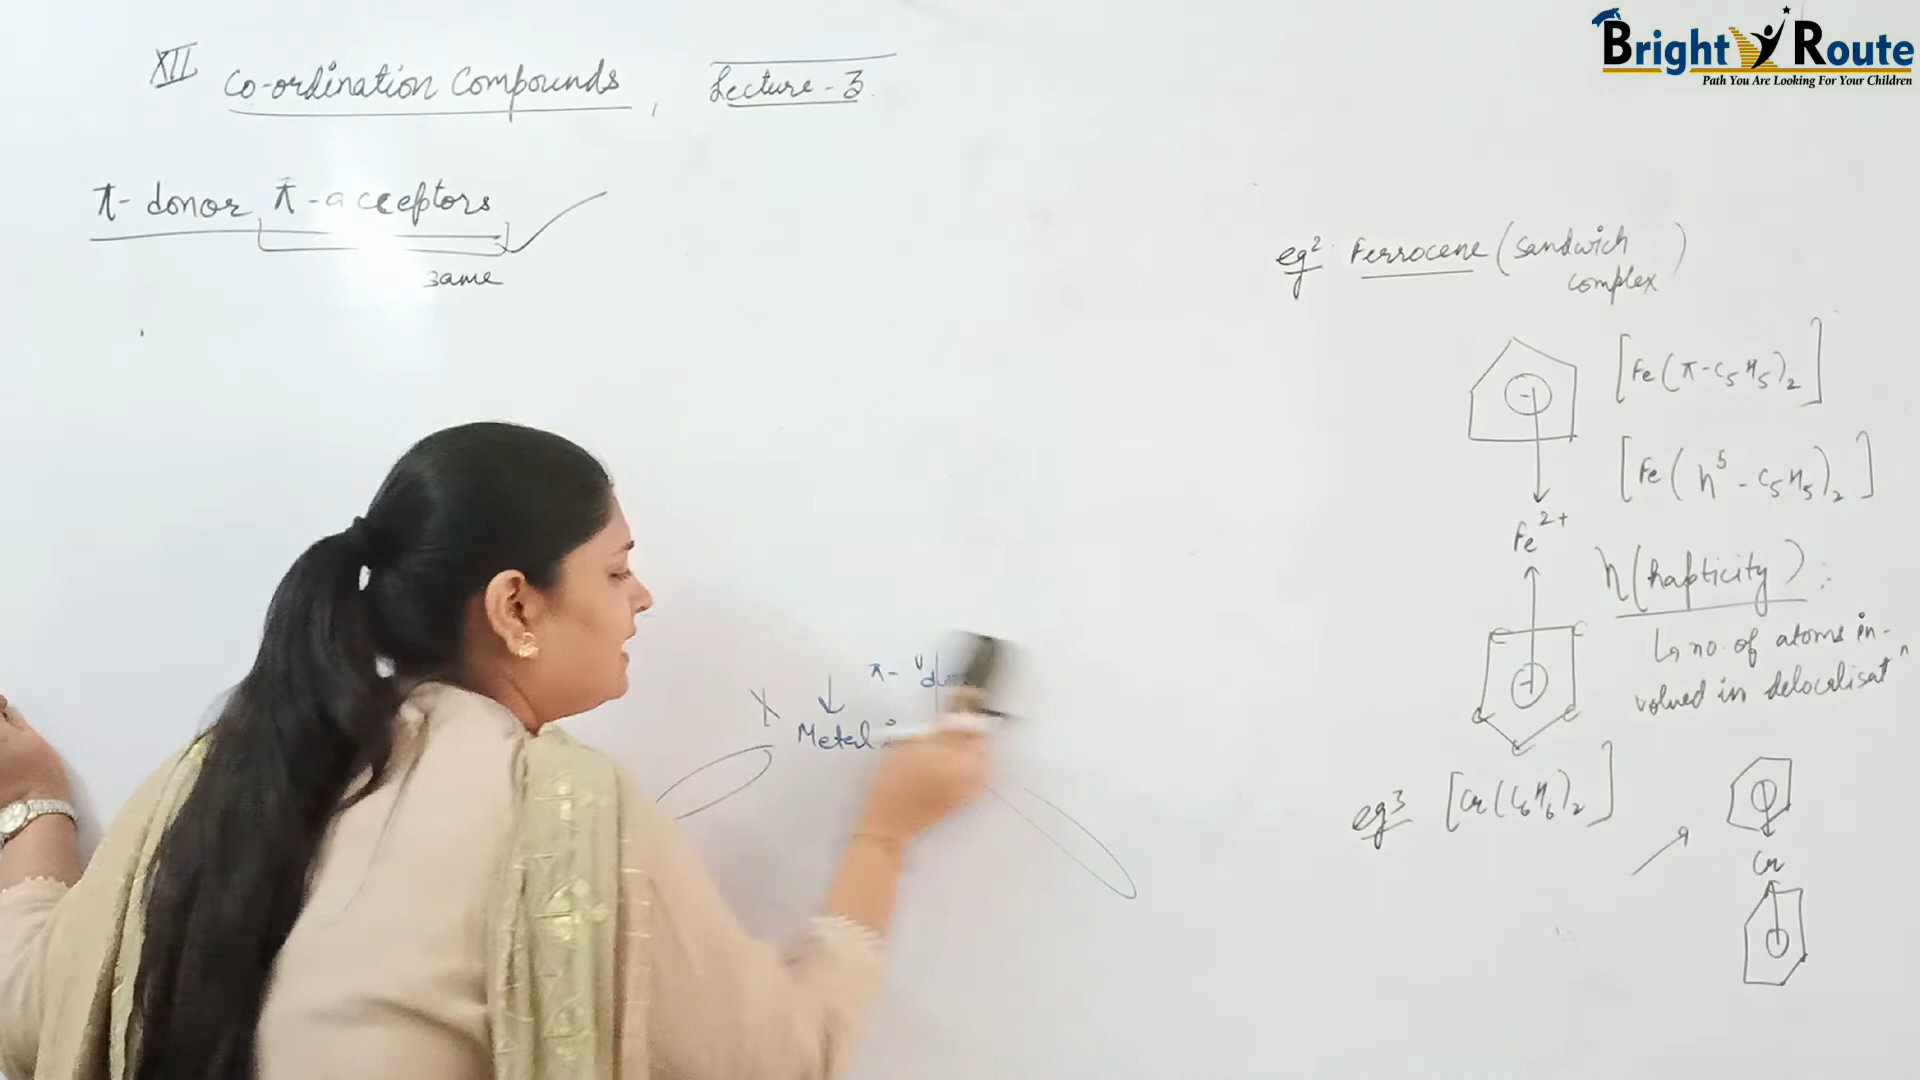 XII Co-ordination Compounds, Lecture-3
π-donor, π-acceptors
same
π-
X ↓
Metal
eg2. Ferrocene (sandwich
complex)
[Fe(π-C5H5)2]
[Fe(η5-C5H5)2]
Fe2+
η(hapticity):
↳ no. of atoms in-
volved in delocalisatn
C C
C C
C
eg3 [Cr(C6H6)2]
Cr
Bright Route
Path You Are Looking For Your Children